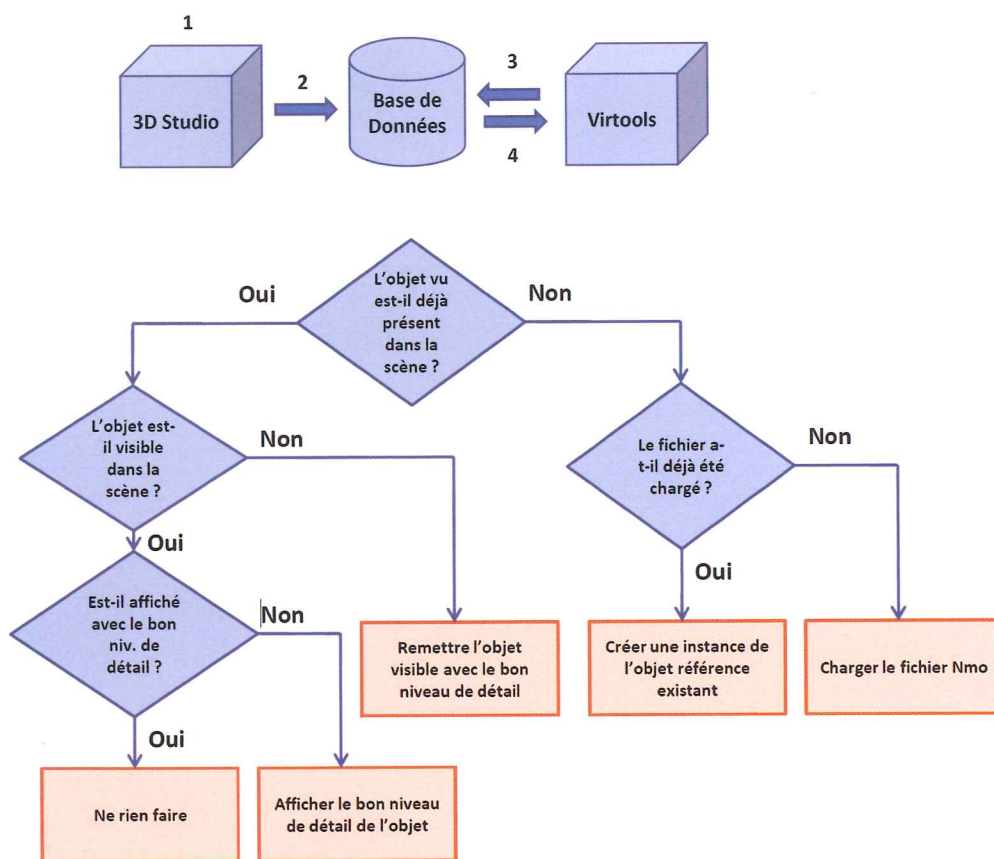 1
2
3
3D Studio
Base de
Données
Virtools
4
L'objet vu
est-il déjà
présent
dans la
scène ?
Oui
Non
L'objet est-
il visible
dans la
scène ?
Non
Le fichier a-
t-il déjà été
chargé ?
Non
Oui
Est-il affiché
avec le bon
niv. de
détail ?
Non
Oui
Remettre l'objet
visible avec le bon
niveau de détail
Créer une instance de
l'objet référence
existant
Charger le fichier Nmo
Oui
Ne rien faire
Afficher le bon niveau
de détail de l'objet